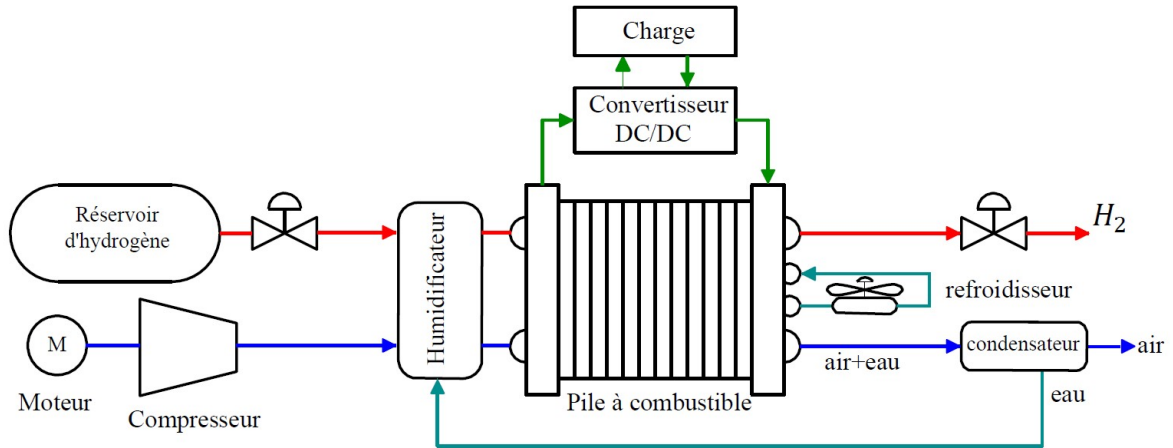 Charge
Convertisseur
DC/DC
Réservoir
d'hydrogène
Humidificateur
H₂
refroidisseur
M
condensateur
air
air+eau
Moteur
Compresseur
Pile à combustible
eau